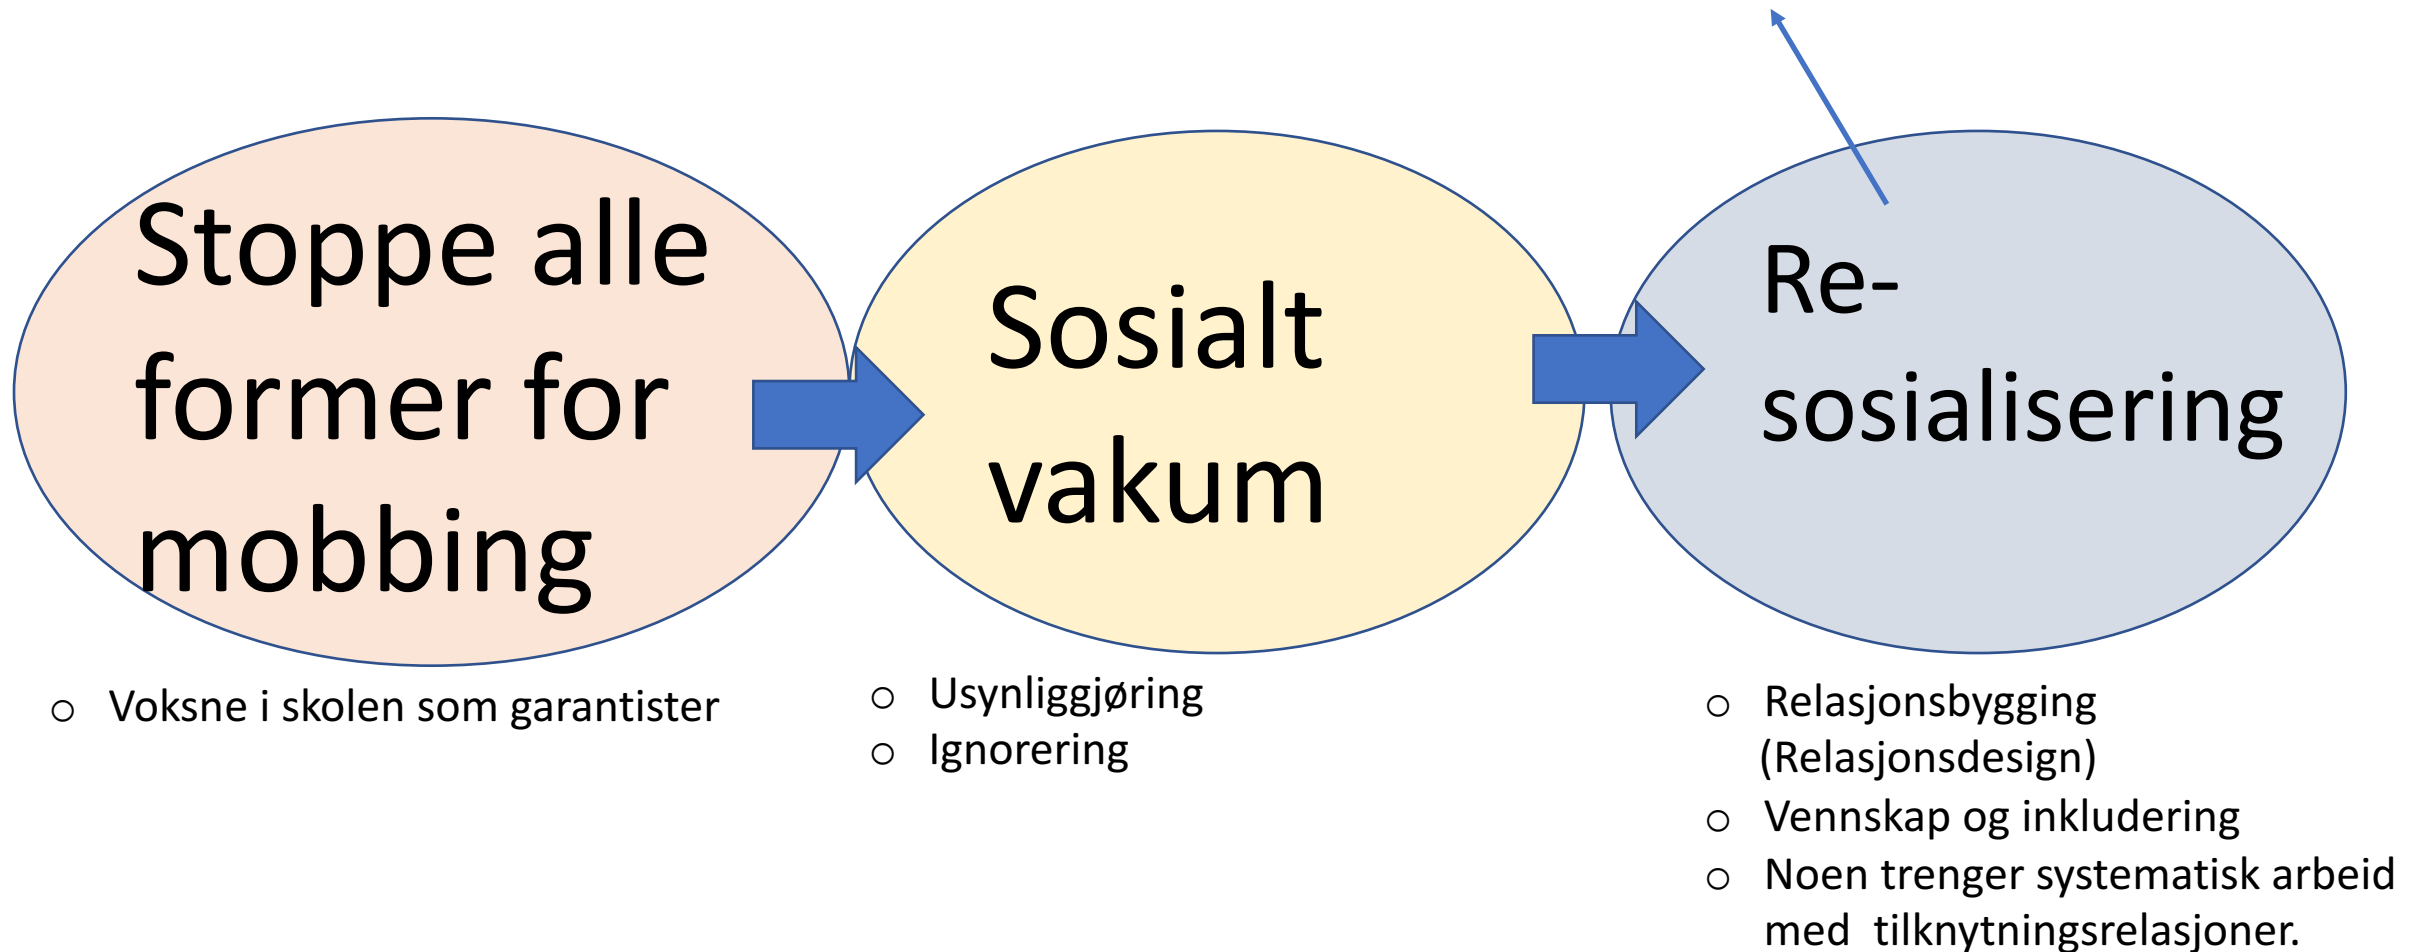 Stoppe alle
former for
mobbing
Sosialt
vakum
Re-
sosialisering
o Voksne i skolen som garantister
o Usynliggjøring
o Ignorering
o Relasjonsbygging
(Relasjonsdesign)
o Vennskap og inkludering
o Noen trenger systematisk arbeid
med tilknytningsrelasjoner.